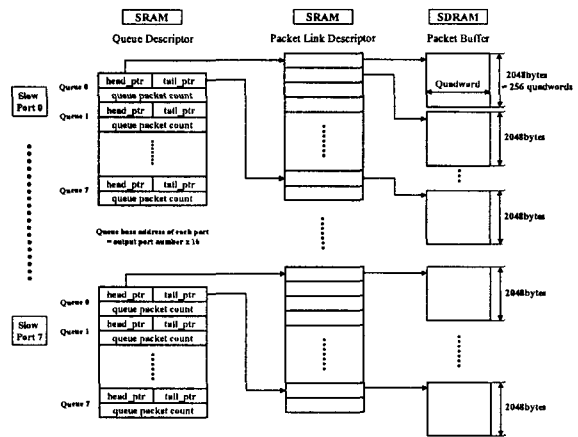 SRAM
SRAM
SDRAM
Queue Descriptor
Packet Link Descriptor
Packet Buffer
Slow
Port 0
Queue 0
head_ptr
tail_ptr
queue packet count
Queue 1
head_ptr
tail_ptr
queue packet count
Queue 7
head_ptr
tail_ptr
queue packet count
Quadword
2048bytes
= 256 quadwords
2048bytes
2048bytes
Queue base address of each port
= output port number x 16
Slow
Port 7
Queue 0
head_ptr
tail_ptr
queue packet count
Queue 1
head_ptr
tail_ptr
queue packet count
Queue 7
head_ptr
tail_ptr
queue packet count
2048bytes
2048bytes